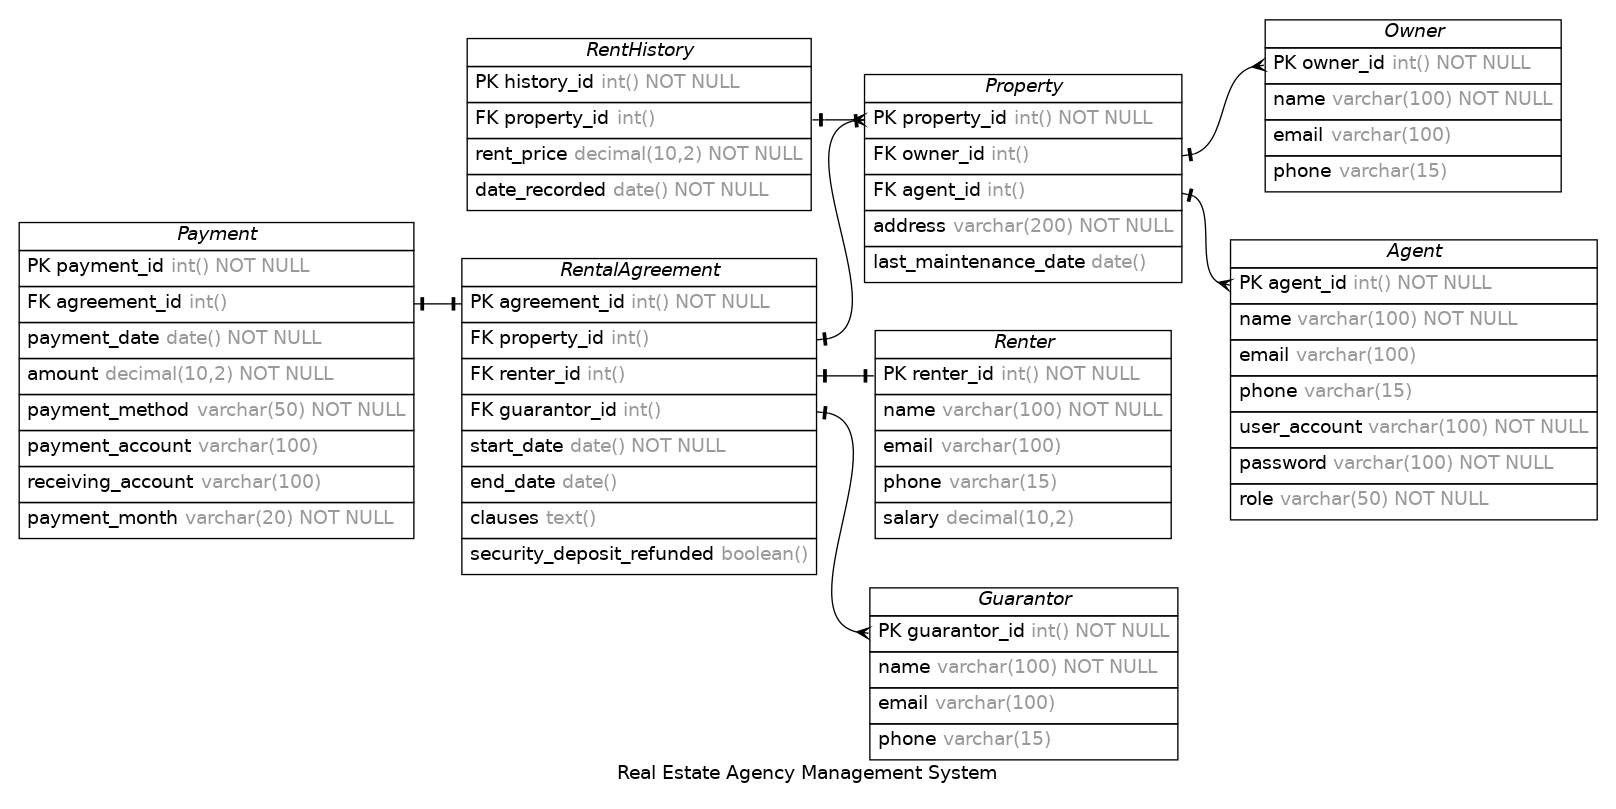 RentHistory
PK history_id int() NOT NULL
FK property_id int()
rent_price decimal(10,2) NOT NULL
date_recorded date() NOT NULL
Property
PK property_id int() NOT NULL
FK owner_id int()
FK agent_id int()
address varchar(200) NOT NULL
last_maintenance_date date()
Owner
PK owner_id int() NOT NULL
name varchar(100) NOT NULL
email varchar(100)
phone varchar(15)
Payment
PK payment_id int() NOT NULL
FK agreement_id int()
payment_date date() NOT NULL
amount decimal(10,2) NOT NULL
payment_method varchar(50) NOT NULL
payment_account varchar(100)
receiving_account varchar(100)
payment_month varchar(20) NOT NULL
RentalAgreement
PK agreement_id int() NOT NULL
FK property_id int()
FK renter_id int()
FK guarantor_id int()
start_date date() NOT NULL
end_date date()
clauses text()
security_deposit_refunded boolean()
Renter
PK renter_id int() NOT NULL
name varchar(100) NOT NULL
email varchar(100)
phone varchar(15)
salary decimal(10,2)
Agent
PK agent_id int() NOT NULL
name varchar(100) NOT NULL
email varchar(100)
phone varchar(15)
user_account varchar(100) NOT NULL
password varchar(100) NOT NULL
role varchar(50) NOT NULL
Guarantor
PK guarantor_id int() NOT NULL
name varchar(100) NOT NULL
email varchar(100)
phone varchar(15)
Real Estate Agency Management System